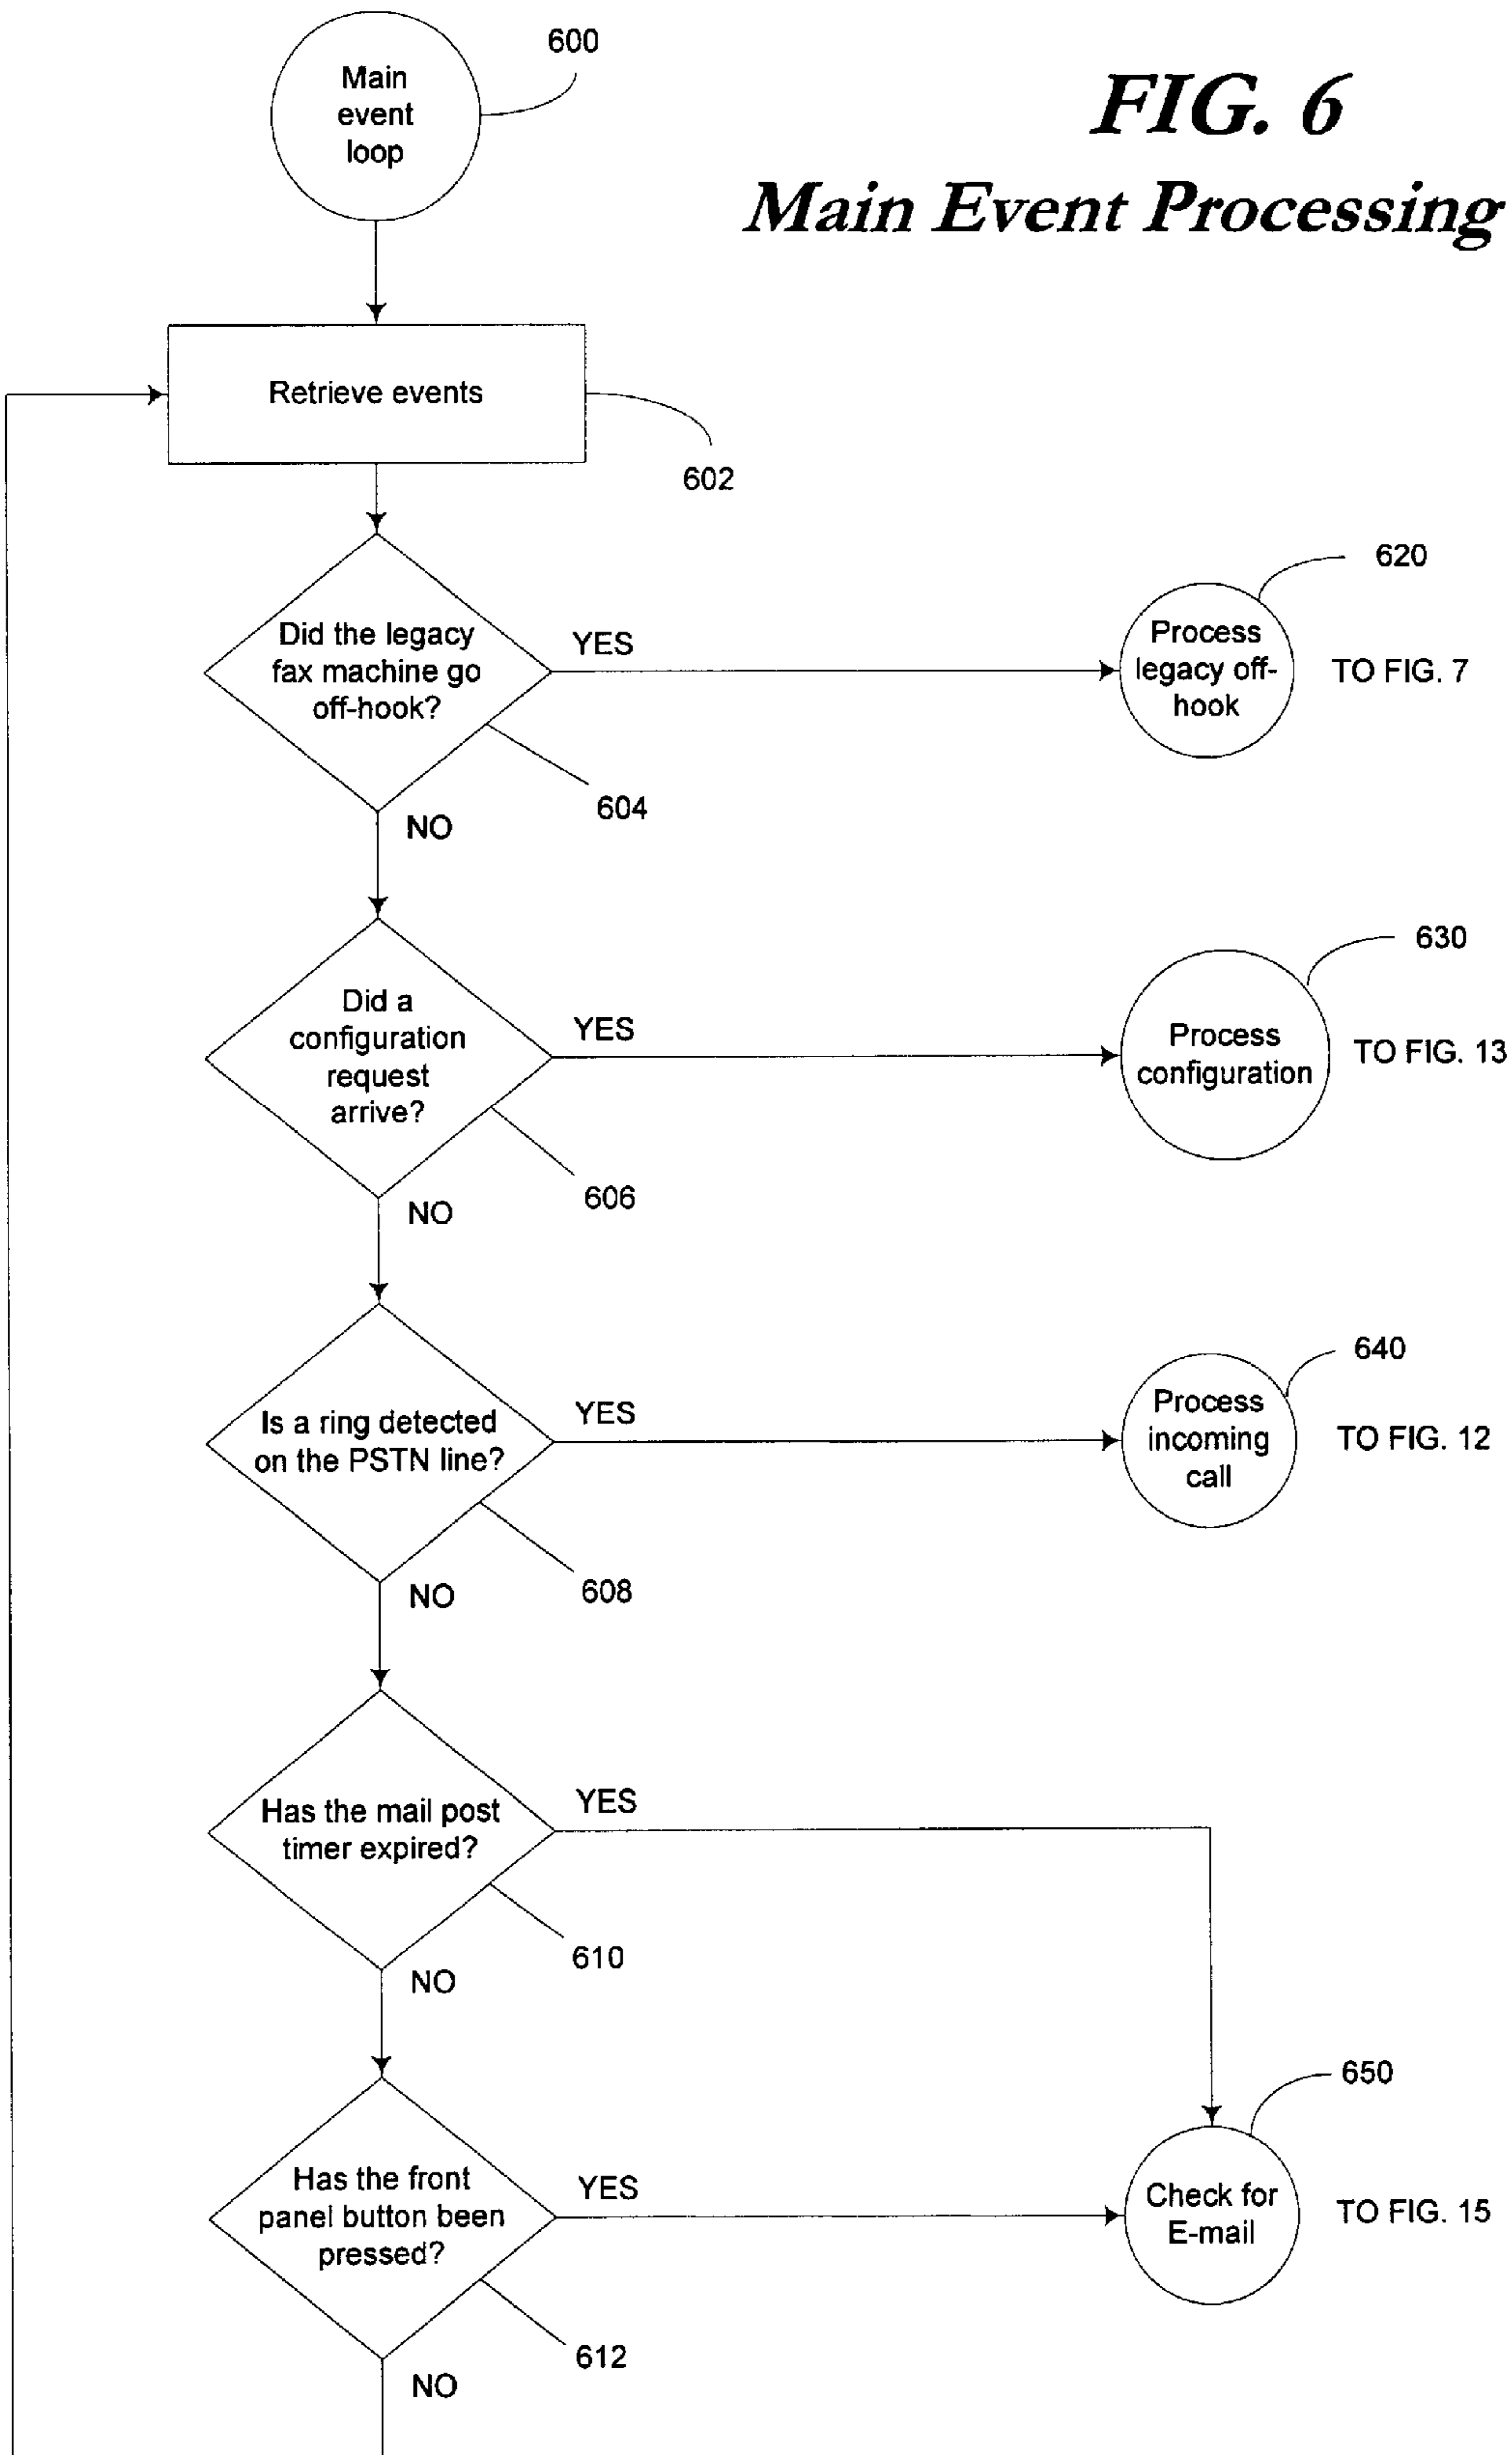 600
Main
event
loop
FIG. 6
Main Event Processing
Retrieve events
602
620
Did the legacy
fax machine go
off-hook?
YES
Process
legacy off-
hook
TO FIG. 7
604
NO
630
Did a
configuration
request
arrive?
YES
Process
configuration
TO FIG. 13
606
NO
640
Is a ring detected
on the PSTN line?
YES
Process
incoming
call
TO FIG. 12
608
NO
Has the mail post
timer expired?
YES
610
NO
650
Has the front
panel button been
pressed?
YES
Check for
E-mail
TO FIG. 15
612
NO